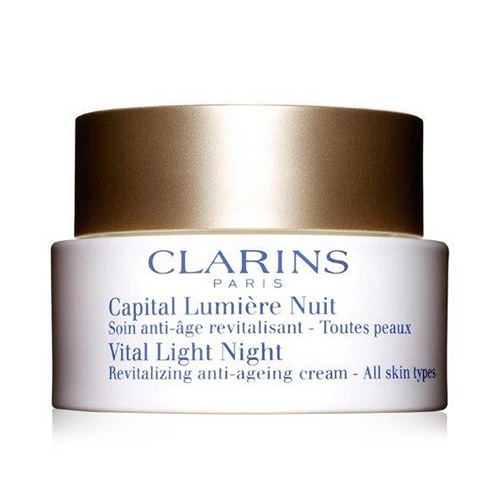 CLARINS
PARIS
Capital Lumière Nuit
Soin anti-âge revitalisant - Toutes peaux
Vital Light Night
Revitalizing anti-ageing cream - All skin types